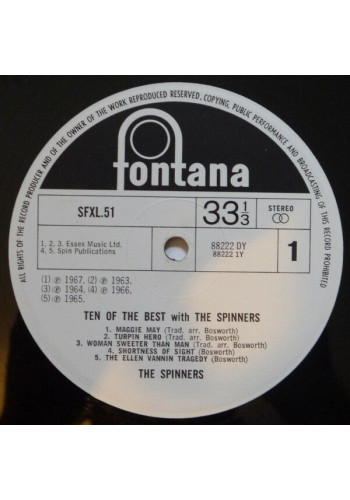 ALL RIGHTS OF THE RECORD PRODUCER AND OF THE OWNER OF THE WORK REPRODUCED RESERVED, COPYING, PUBLIC PERFORMANCE AND BROADCASTING OF THIS RECORD PROHIBITED
fontana
SFXL.51
33 1/3
STEREO
1, 2, 3. Essex Music Ltd.
4, 5. Spin Publications
88222 DY
88222 1Y
1
(1) ℗ 1967. (2) ℗ 1963.
(3) ℗ 1964. (4) ℗ 1966.
(5) ℗ 1965.
TEN OF THE BEST with THE SPINNERS
1. MAGGIE MAY (Trad. arr. Bosworth)
2. TURPIN HERO (Trad. arr. Bosworth)
3. WOMAN SWEETER THAN MAN (Trad. arr. Bosworth)
4. SHORTNESS OF SIGHT (Bosworth)
5. THE ELLEN VANNIN TRAGEDY (Bosworth)
THE SPINNERS